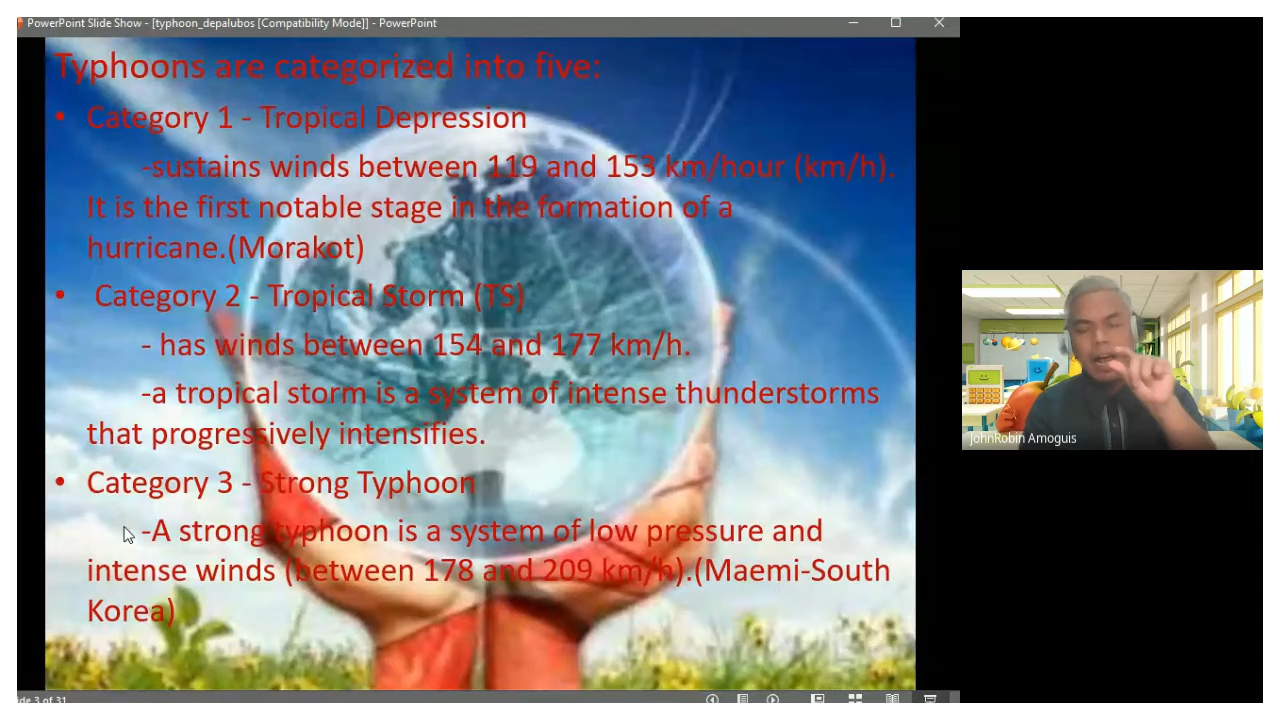 PowerPoint Slide Show - [typhoon_depalubos [Compatibility Mode]] - PowerPoint
Typhoons are categorized into five:
• Category 1 - Tropical Depression
-sustains winds between 119 and 153 km/hour (km/h).
It is the first notable stage in the formation of a
hurricane.(Morakot)
• Category 2 - Tropical Storm (TS)
- has winds between 154 and 177 km/h.
-a tropical storm is a system of intense thunderstorms
that progressively intensifies.
• Category 3 - Strong Typhoon
-A strong typhoon is a system of low pressure and
intense winds (between 178 and 209 km/h).(Maemi-South
Korea)
JohnRobin Amoguis
ide 3 of 31